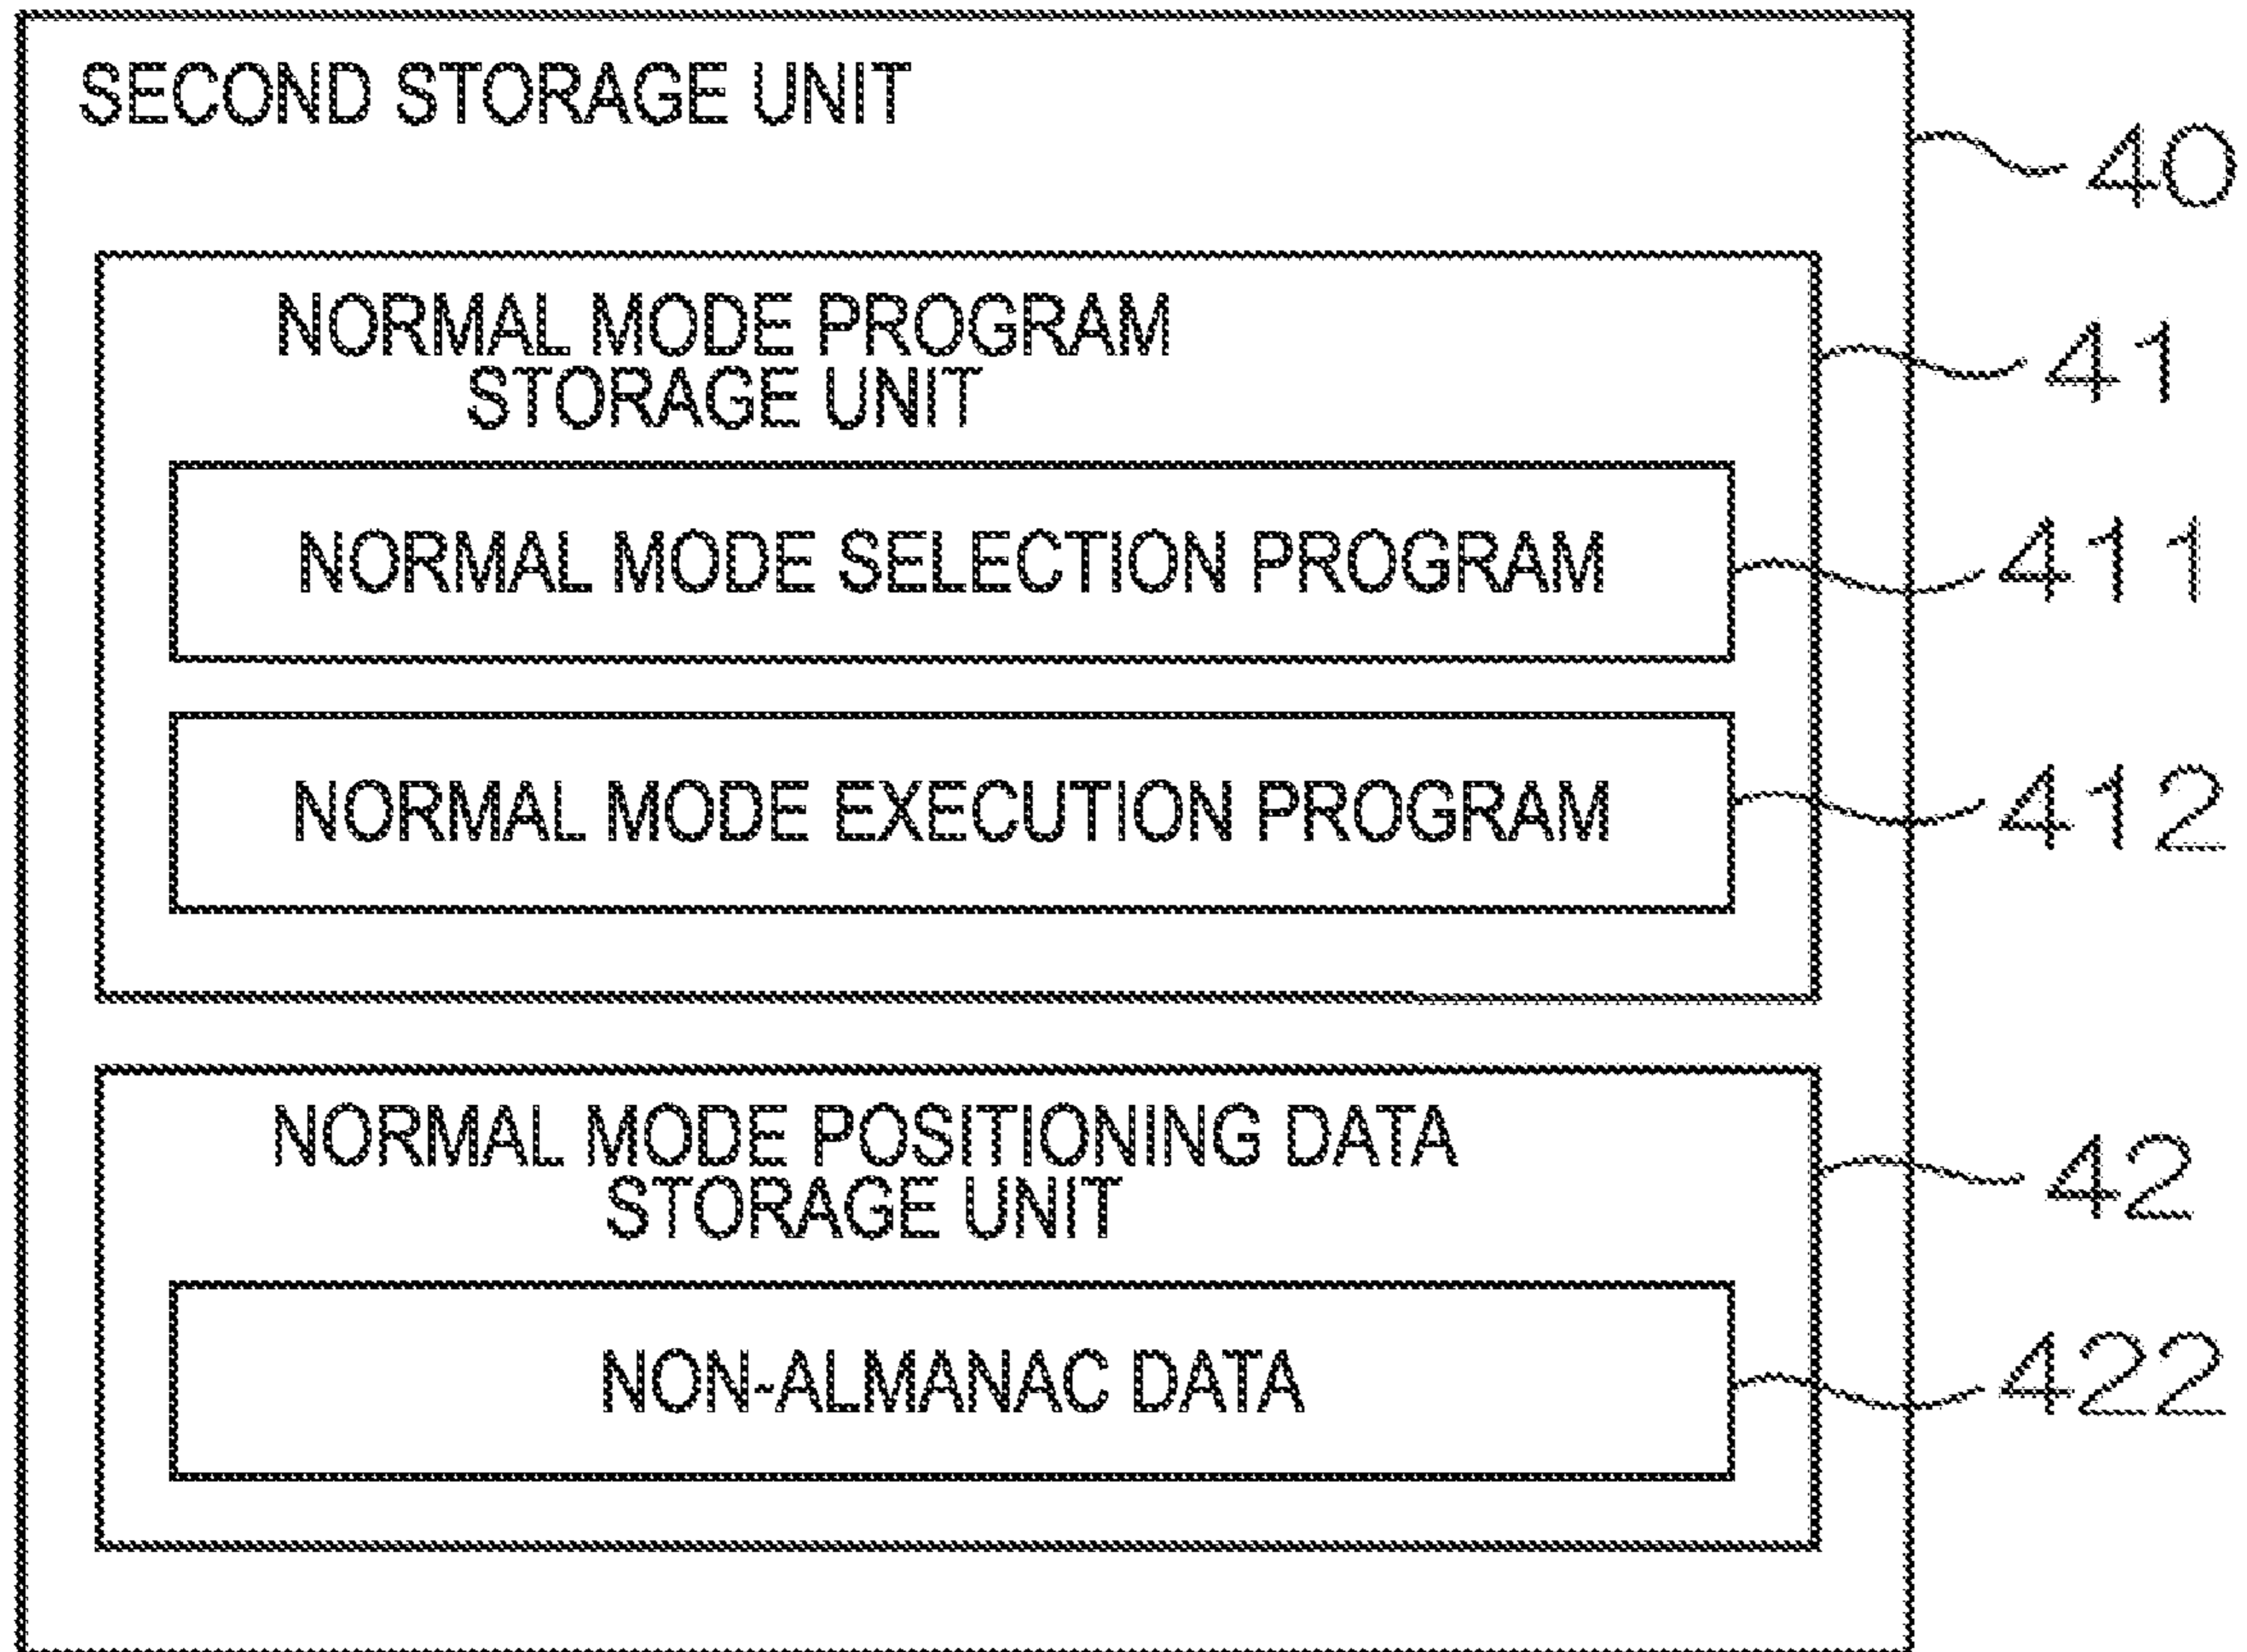 SECOND STORAGE UNIT
40
NORMAL MODE PROGRAM
STORAGE UNIT
41
NORMAL MODE SELECTION PROGRAM
411
NORMAL MODE EXECUTION PROGRAM
412
NORMAL MODE POSITIONING DATA
STORAGE UNIT
42
NON-ALMANAC DATA
422